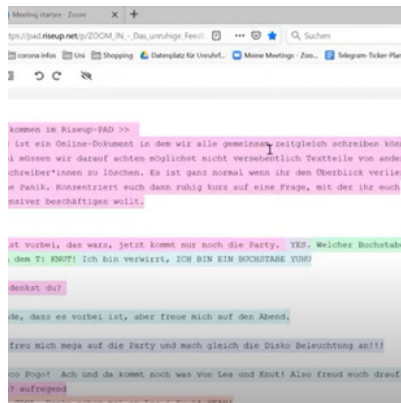 Meeting starten - Zoom × +
tps://pad.riseup.net/p/ZOOM_IN_-_Das_unruhige_Feed Suchen
corona infos Uni Shopping Datenplatz für Unruhrf... Meine Meetings - Zoo... Telegram-Ticker-Plan
kommen im Riseup-PAD >>
ist ein Online-Dokument in dem wir alle gemeinsam zeitgleich schreiben kön
i müssen wir darauf achten möglichst nicht versehentlich Textteile von ande
chreiber*innen zu löschen. Es ist ganz normal wenn ihr den Überblick verlie
e Panik. Konzentriert euch dann ruhig kurz auf eine Frage, mit der ihr euch
ensiver beschäftigen wollt.
st vorbei, das wars, jetzt kommt nur noch die Party. YES. Welcher Buchstabe
dem T: KNUT! Ich bin verwirrt, ICH BIN EIN BUCHSTABE YUHU
denkst du?
de, dass es vorbei ist, aber freue mich auf den Abend.
freu mich mega auf die Party und mach gleich die Disko Beleuchtung an!!!
co Pogo! Ach und da kommt noch was von Lea und Knut! Also freud euch drauf
? aufregend